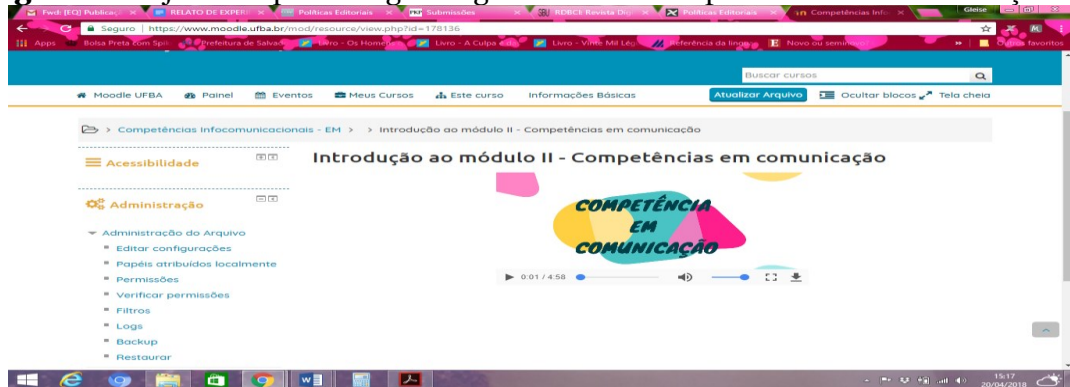 Fwd: [EQ] Publicaç
RELATO DE EXPER
Políticas Editoriais
Submissões
RDBCI: Revista Digi
Políticas Editoriais
Competências Info
Gleise
Seguro | https://www.moodle.ufba.br/mod/resource/view.php?id=178136
Apps
Bolsa Preta com Spi
Prefeitura de Salvad
Livro - Os Home
Livro - A Culpa
Livro - Vinte Mil Lég
Referência da ling
Novo ou seminovo
Outros favoritos
Buscar cursos
Moodle UFBA
Painel
Eventos
Meus Cursos
Este curso
Informações Básicas
Atualizar Arquivo
Ocultar blocos
Tela cheia
> Competências Infocomunicacionais - EM > > Introdução ao módulo II - Competências em comunicação
Acessibilidade
Introdução ao módulo II - Competências em comunicação
COMPETÊNCIA
EM
COMUNICAÇÃO
0:01 / 4:58
Administração
Administração do Arquivo
Editar configurações
Papéis atribuídos localmente
Permissões
Verificar permissões
Filtros
Logs
Backup
Restaurar
15:17
20/04/2018